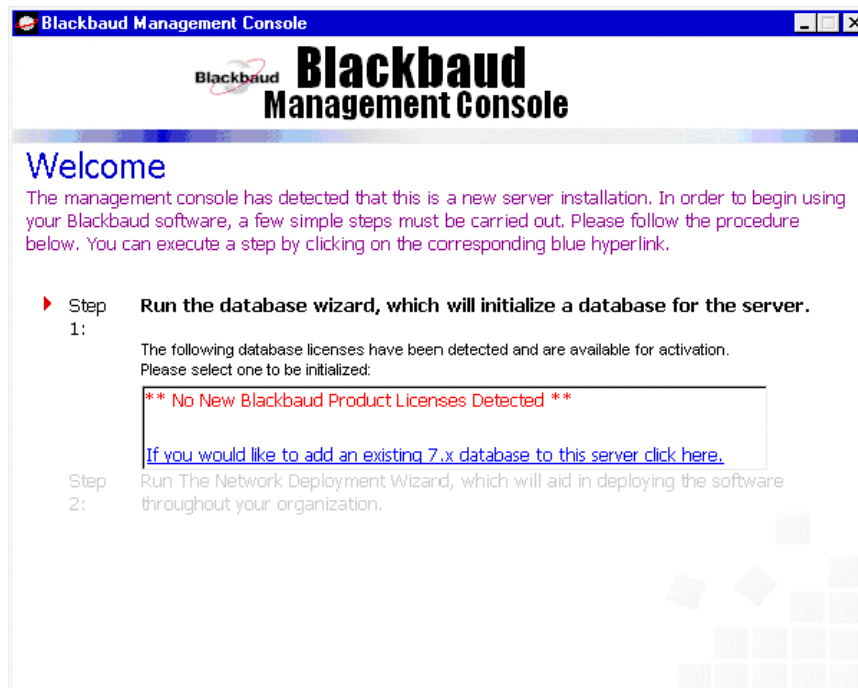 Blackbaud Management Console
Blackbaud Blackbaud
Management Console
Welcome
The management console has detected that this is a new server installation. In order to begin using
your Blackbaud software, a few simple steps must be carried out. Please follow the procedure
below. You can execute a step by clicking on the corresponding blue hyperlink.
Step 1: Run the database wizard, which will initialize a database for the server.
The following database licenses have been detected and are available for activation.
Please select one to be initialized:
** No New Blackbaud Product Licenses Detected **
If you would like to add an existing 7.x database to this server click here.
Step 2: Run The Network Deployment Wizard, which will aid in deploying the software
throughout your organization.